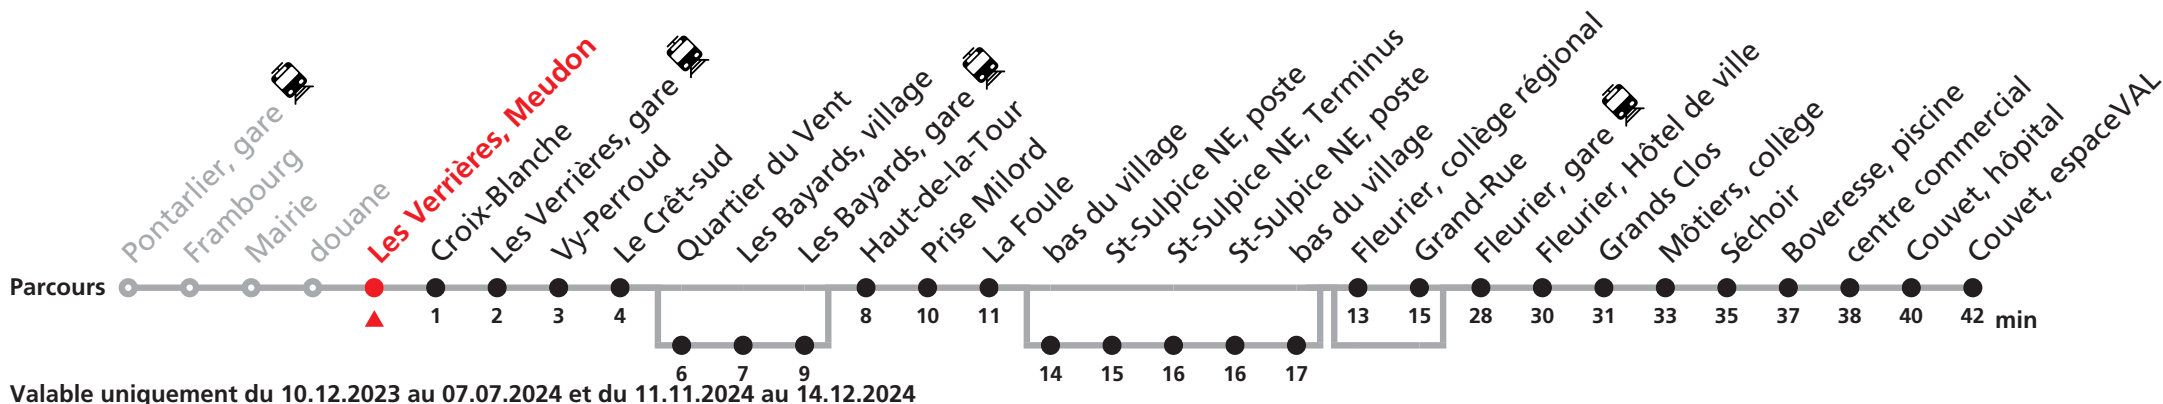 Pontarlier, gare
Frambourg
Mairie
douane
Les Verrières, Meudon
Croix-Blanche
Les Verrières, gare
Vy-Perroud
Le Crêt-sud
Quartier du Vent
Les Bayards, village
Les Bayards, gare
Haut-de-la-Tour
Prise Milord
La Foule
bas du village
St-Sulpice NE, poste
St-Sulpice NE, Terminus
St-Sulpice NE, poste
bas du village
Fleurier, collège régional
Grand-Rue
Fleurier, gare
Fleurier, Hôtel de ville
Grands Clos
Môtiers, collège
Séchoir
Boveresse, piscine
centre commercial
Couvet, hôpital
Couvet, espaceVAL
Parcours
1 2 3 4 8 10 11 13 15 28 30 31 33 35 37 38 40 42 min
6 7 9 14 15 16 16 17
Valable uniquement du 10.12.2023 au 07.07.2024 et du 11.11.2024 au 14.12.2024